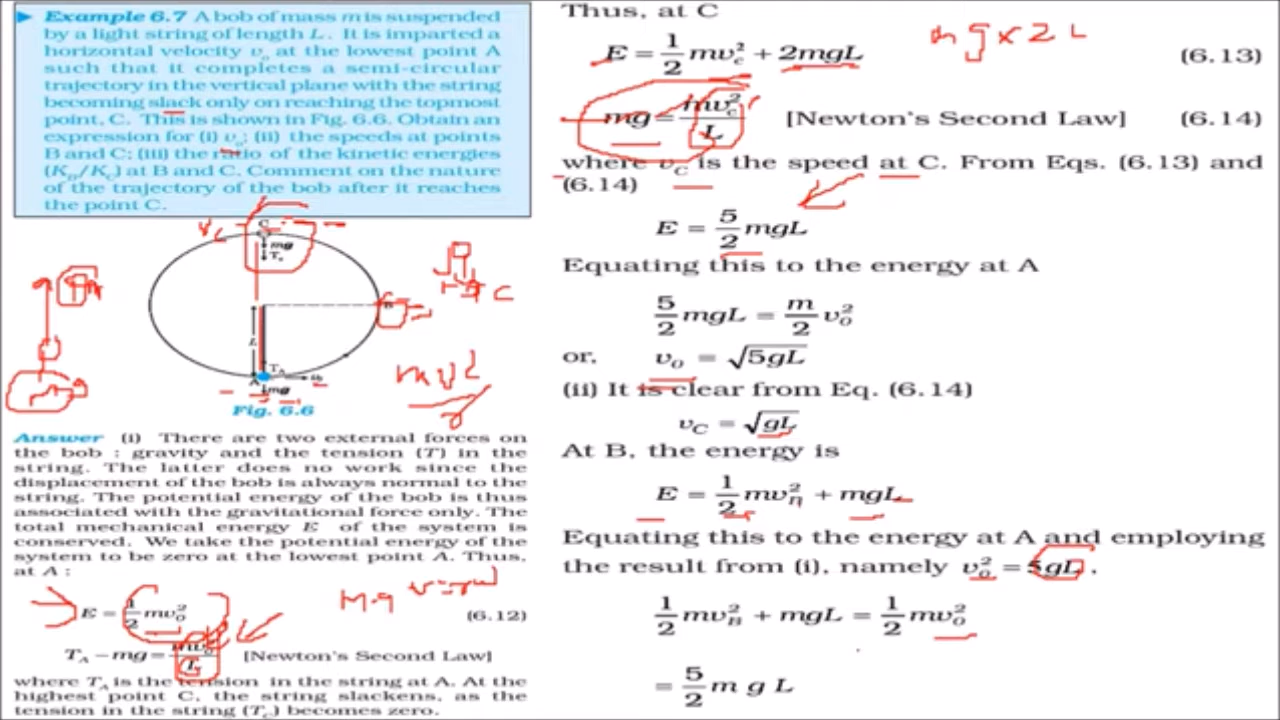 ► Example 6.7 A bob of mass m is suspended
by a light string of length L. It is imparted a
horizontal velocity v₀ at the lowest point A
such that it completes a semi-circular
trajectory in the vertical plane with the string
becoming slack only on reaching the topmost
point, C. This is shown in Fig. 6.6. Obtain an
expression for (i) v₀; (ii) the speeds at points
B and C; (iii) the ratio of the kinetic energies
(K_B/K_C) at B and C. Comment on the nature
of the trajectory of the bob after it reaches
the point C.
C
mg
T_c
B
L
T_A
A
mg
Fig. 6.6
Answer (i) There are two external forces on
the bob : gravity and the tension (T) in the
string. The latter does no work since the
displacement of the bob is always normal to the
string. The potential energy of the bob is thus
associated with the gravitational force only. The
total mechanical energy E of the system is
conserved. We take the potential energy of the
system to be zero at the lowest point A. Thus,
at A :
E = 1/2 mv₀² (6.12)
T_A − mg = mv₀²/L [Newton's Second Law]
where T_A is the tension in the string at A. At the
highest point C, the string slackens, as the
tension in the string (T_C) becomes zero.
Thus, at C
E = 1/2 mv_c² + 2mgL (6.13)
mg x 2 L
mg = mv_c²/L [Newton's Second Law] (6.14)
where v_C is the speed at C. From Eqs. (6.13) and
(6.14)
E = 5/2 mgL
Equating this to the energy at A
5/2 mgL = m/2 v₀²
or, v₀ = √5gL
(ii) It is clear from Eq. (6.14)
v_C = √gL
At B, the energy is
E = 1/2 mv_B² + mgL
Equating this to the energy at A and employing
the result from (i), namely v₀² = 5gL ,
1/2 mv_B² + mgL = 1/2 mv₀²
= 5/2 m g L